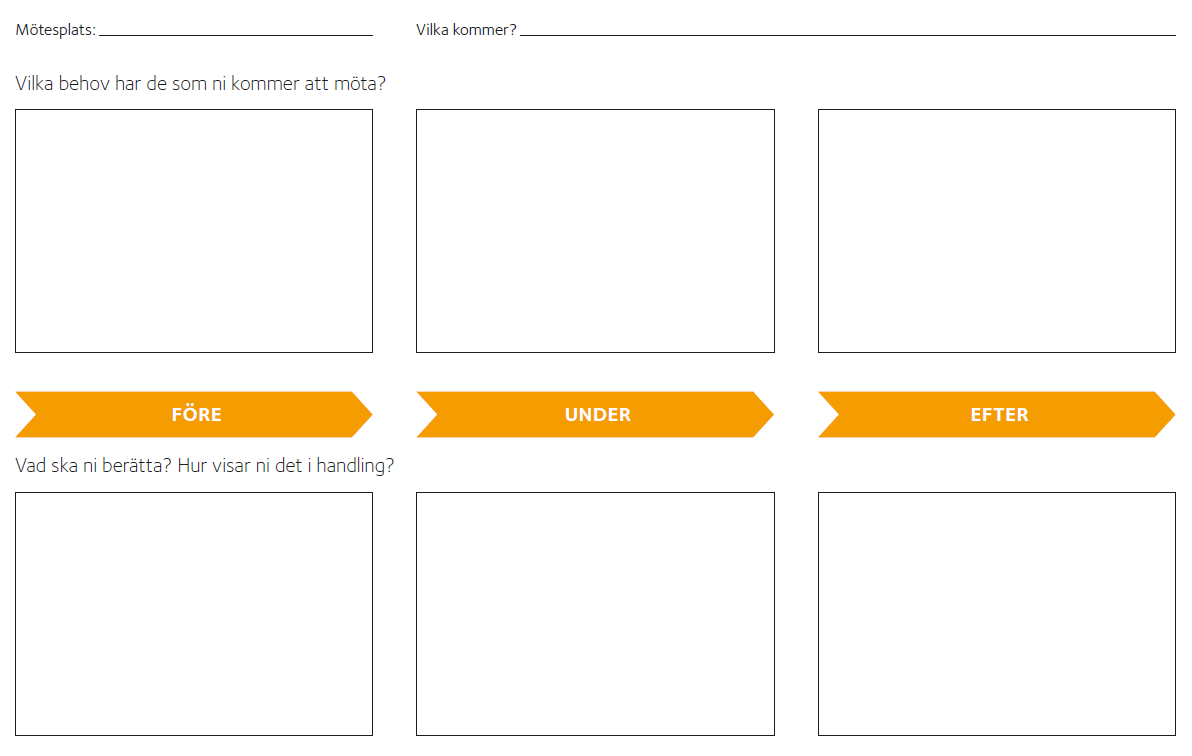 Mötesplats:
Vilka kommer?
Vilka behov har de som ni kommer att möta?
FÖRE
UNDER
EFTER
Vad ska ni berätta? Hur visar ni det i handling?